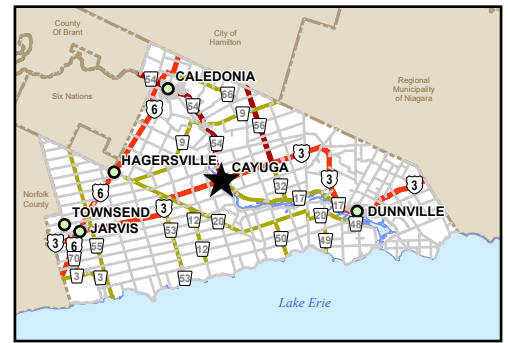 County
Of Brant
City of
Hamilton
54
CALEDONIA
66
Regional
Municipality
of Niagara
Six Nations
6
54
9
56
9
54
3
HAGERSVILLE
CAYUGA
3
6
32
17
3
Norfolk
County
TOWNSEND
3
17
DUNNVILLE
JARVIS
12
20
20
48
3
6
55
53
12
50
49
70
3
3
53
Lake Erie